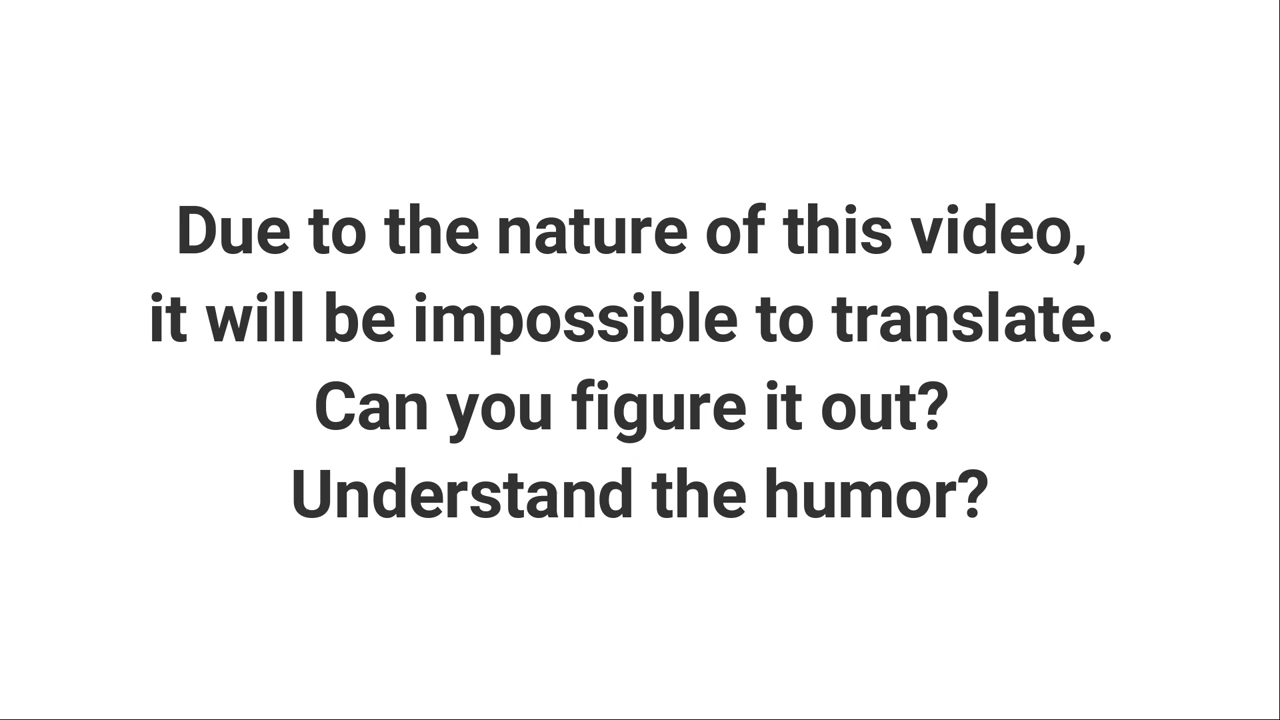 Due to the nature of this video,
it will be impossible to translate.
Can you figure it out?
Understand the humor?